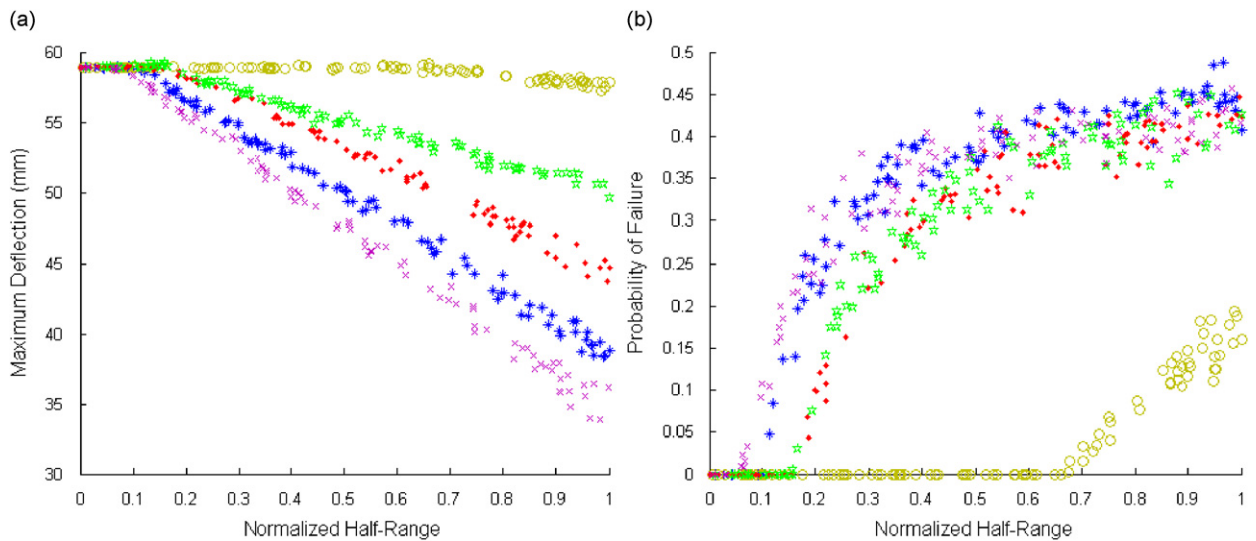 (a)
Maximum Deflection (mm)
60
55
50
45
40
35
30
0 0.1 0.2 0.3 0.4 0.5 0.6 0.7 0.8 0.9 1
Normalized Half-Range
(b)
Probability of Failure
0.5
0.45
0.4
0.35
0.3
0.25
0.2
0.15
0.1
0.05
0
0 0.1 0.2 0.3 0.4 0.5 0.6 0.7 0.8 0.9 1
Normalized Half-Range